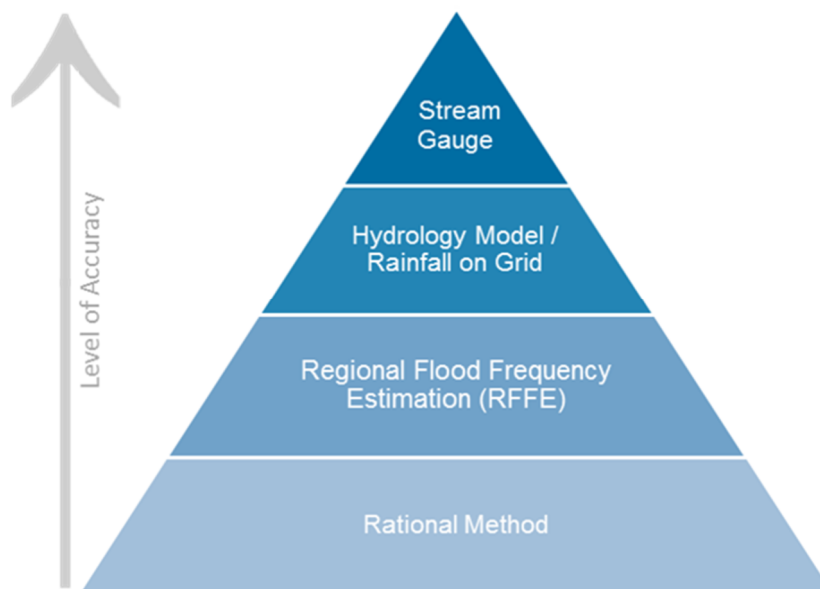 Stream
Gauge
Hydrology Model /
Rainfall on Grid
Regional Flood Frequency
Estimation (RFFE)
Rational Method
Level of Accuracy